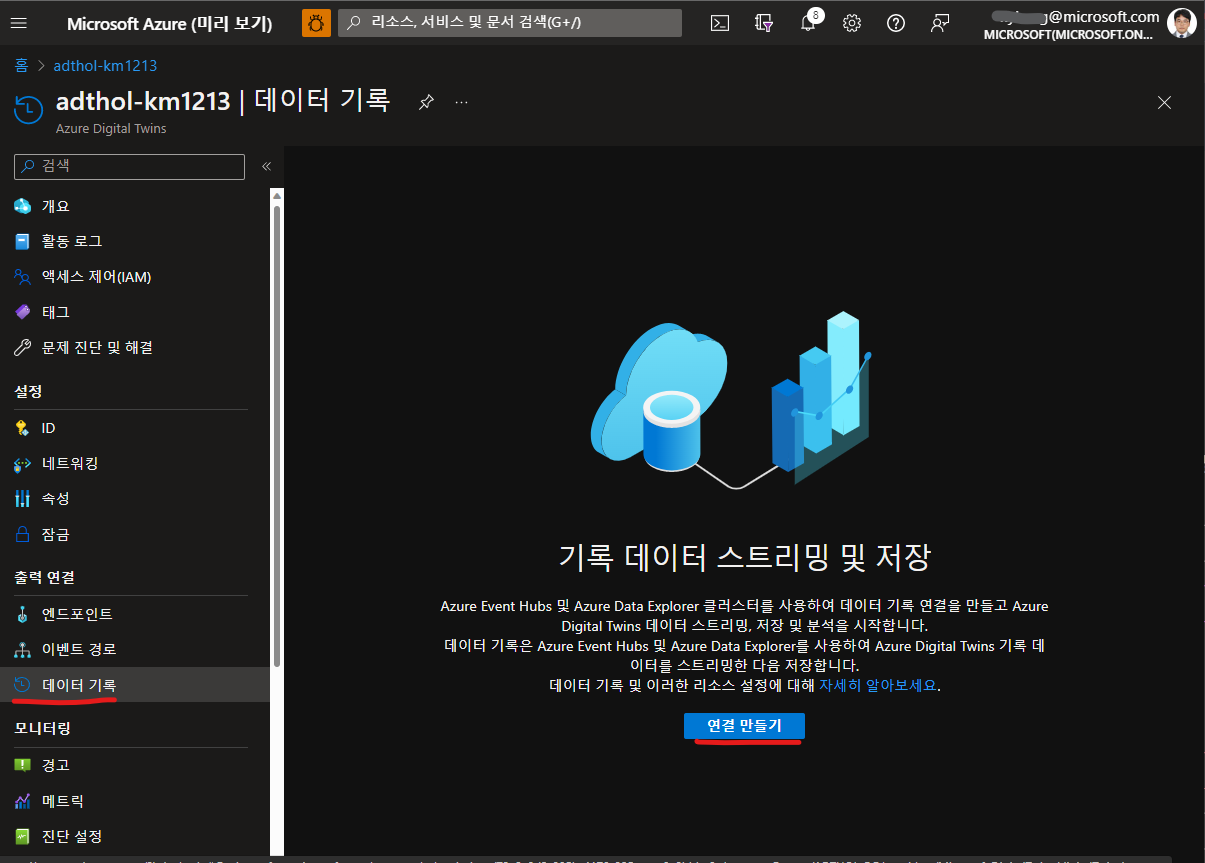 Microsoft Azure (미리 보기)
리소스, 서비스 및 문서 검색(G+/)
8
@microsoft.com
MICROSOFT(MICROSOFT.ON...
홈 > adthol-km1213
adthol-km1213 | 데이터 기록
...
Azure Digital Twins
검색
«
개요
활동 로그
액세스 제어(IAM)
태그
문제 진단 및 해결
설정
ID
네트워킹
속성
잠금
출력 연결
엔드포인트
이벤트 경로
데이터 기록
모니터링
경고
메트릭
진단 설정
기록 데이터 스트리밍 및 저장
Azure Event Hubs 및 Azure Data Explorer 클러스터를 사용하여 데이터 기록 연결을 만들고 Azure
Digital Twins 데이터 스트리밍, 저장 및 분석을 시작합니다.
데이터 기록은 Azure Event Hubs 및 Azure Data Explorer를 사용하여 Azure Digital Twins 기록 데
이터를 스트리밍한 다음 저장합니다.
데이터 기록 및 이러한 리소스 설정에 대해 자세히 알아보세요.
연결 만들기